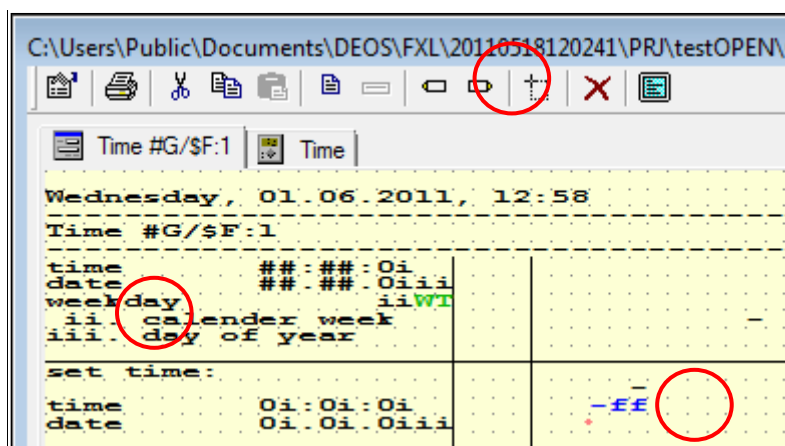 C:\Users\Public\Documents\DEOS\FXL\20110518120241\PRJ\testOPEN\
Time #G/$F:1 Time
Wednesday, 01.06.2011, 12:58
Time #G/$F:1
time ##:##:0i
date ##.##.0iii
weekday iiWT
ii. calender week -
iii. day of year
set time:
-
time 0i:0i:0i -ff
date 0i.0i.0iii